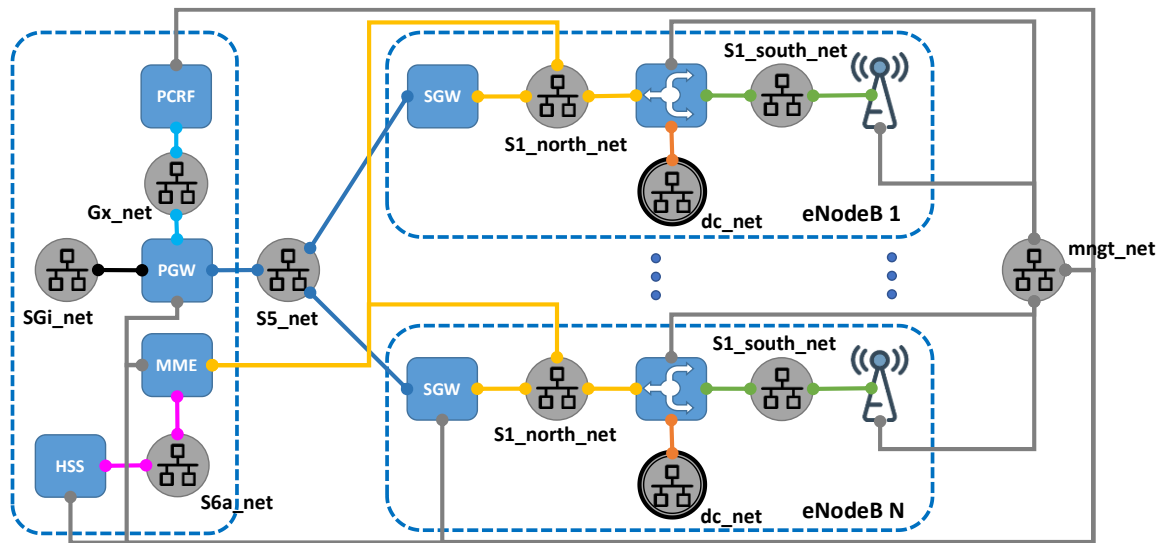 PCRF
Gx_net
PGW
SGi_net
S5_net
MME
HSS
S6a_net
SGW
S1_north_net
S1_south_net
dc_net
eNodeB 1
mngt_net
SGW
S1_north_net
S1_south_net
dc_net
eNodeB N